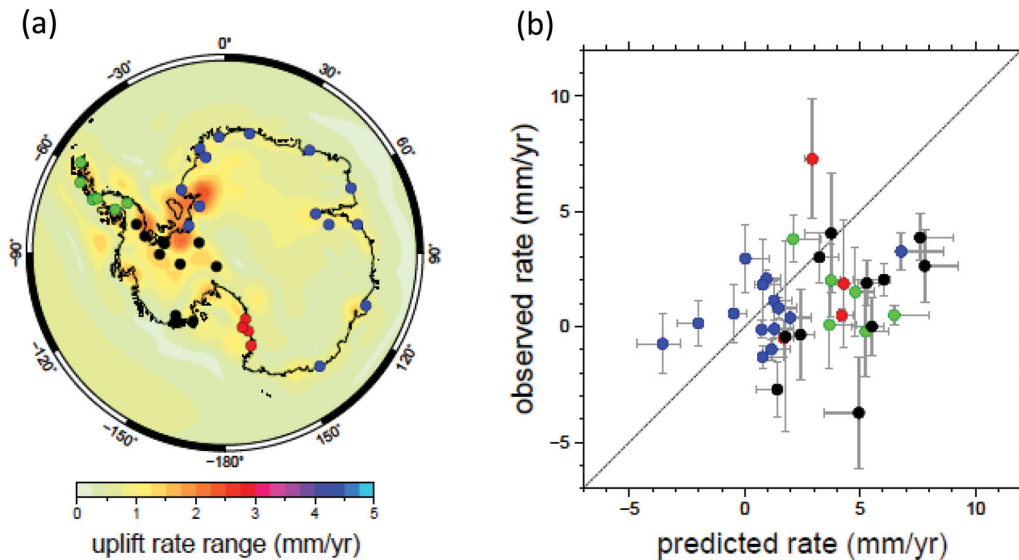 (a)
(b)
0°
−30°
30°
−60°
60°
−90°
90°
120°
−150°
150°
−180°
0 1 2 3 4 5
uplift rate range (mm/yr)
10
5
0
−5
observed rate (mm/yr)
−5 0 5 10
predicted rate (mm/yr)